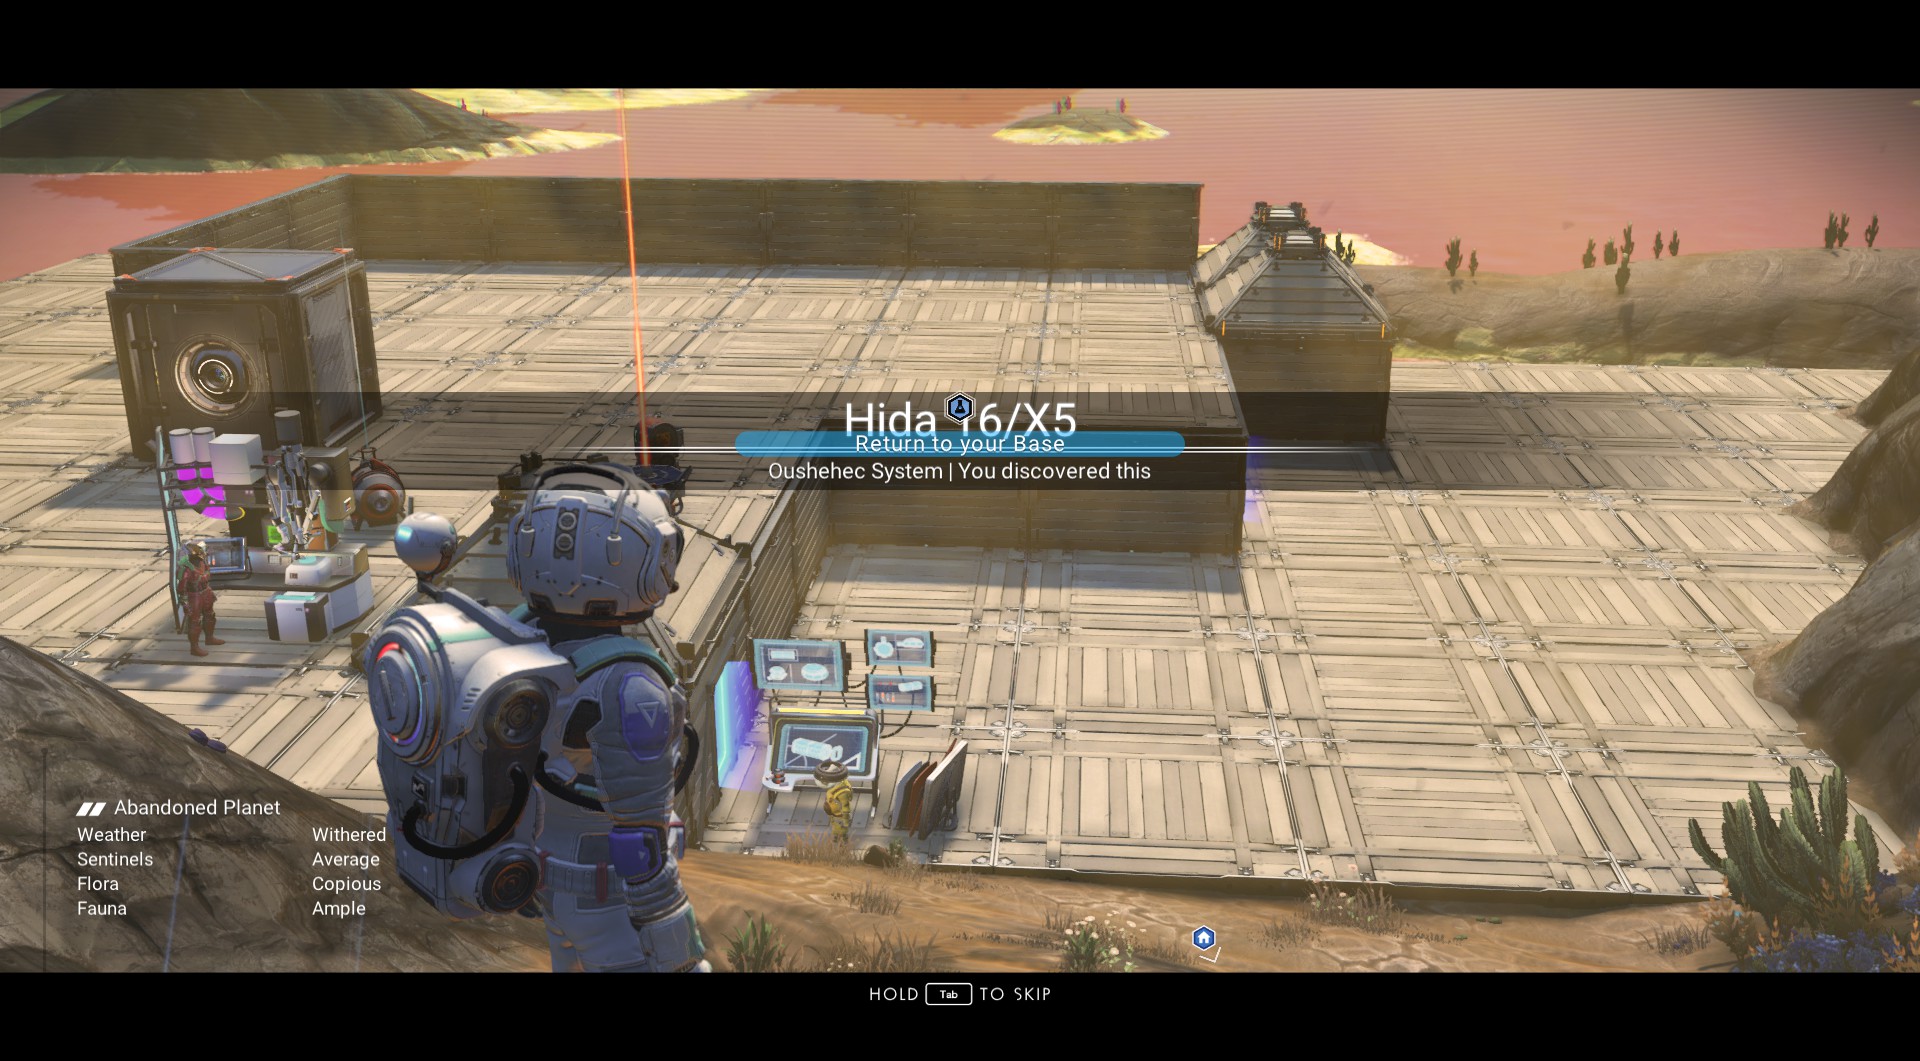 Hida 16/X5
Return to your Base
Oushehec System | You discovered this
Abandoned Planet
Weather Withered
Sentinels Average
Flora Copious
Fauna Ample
HOLD Tab TO SKIP